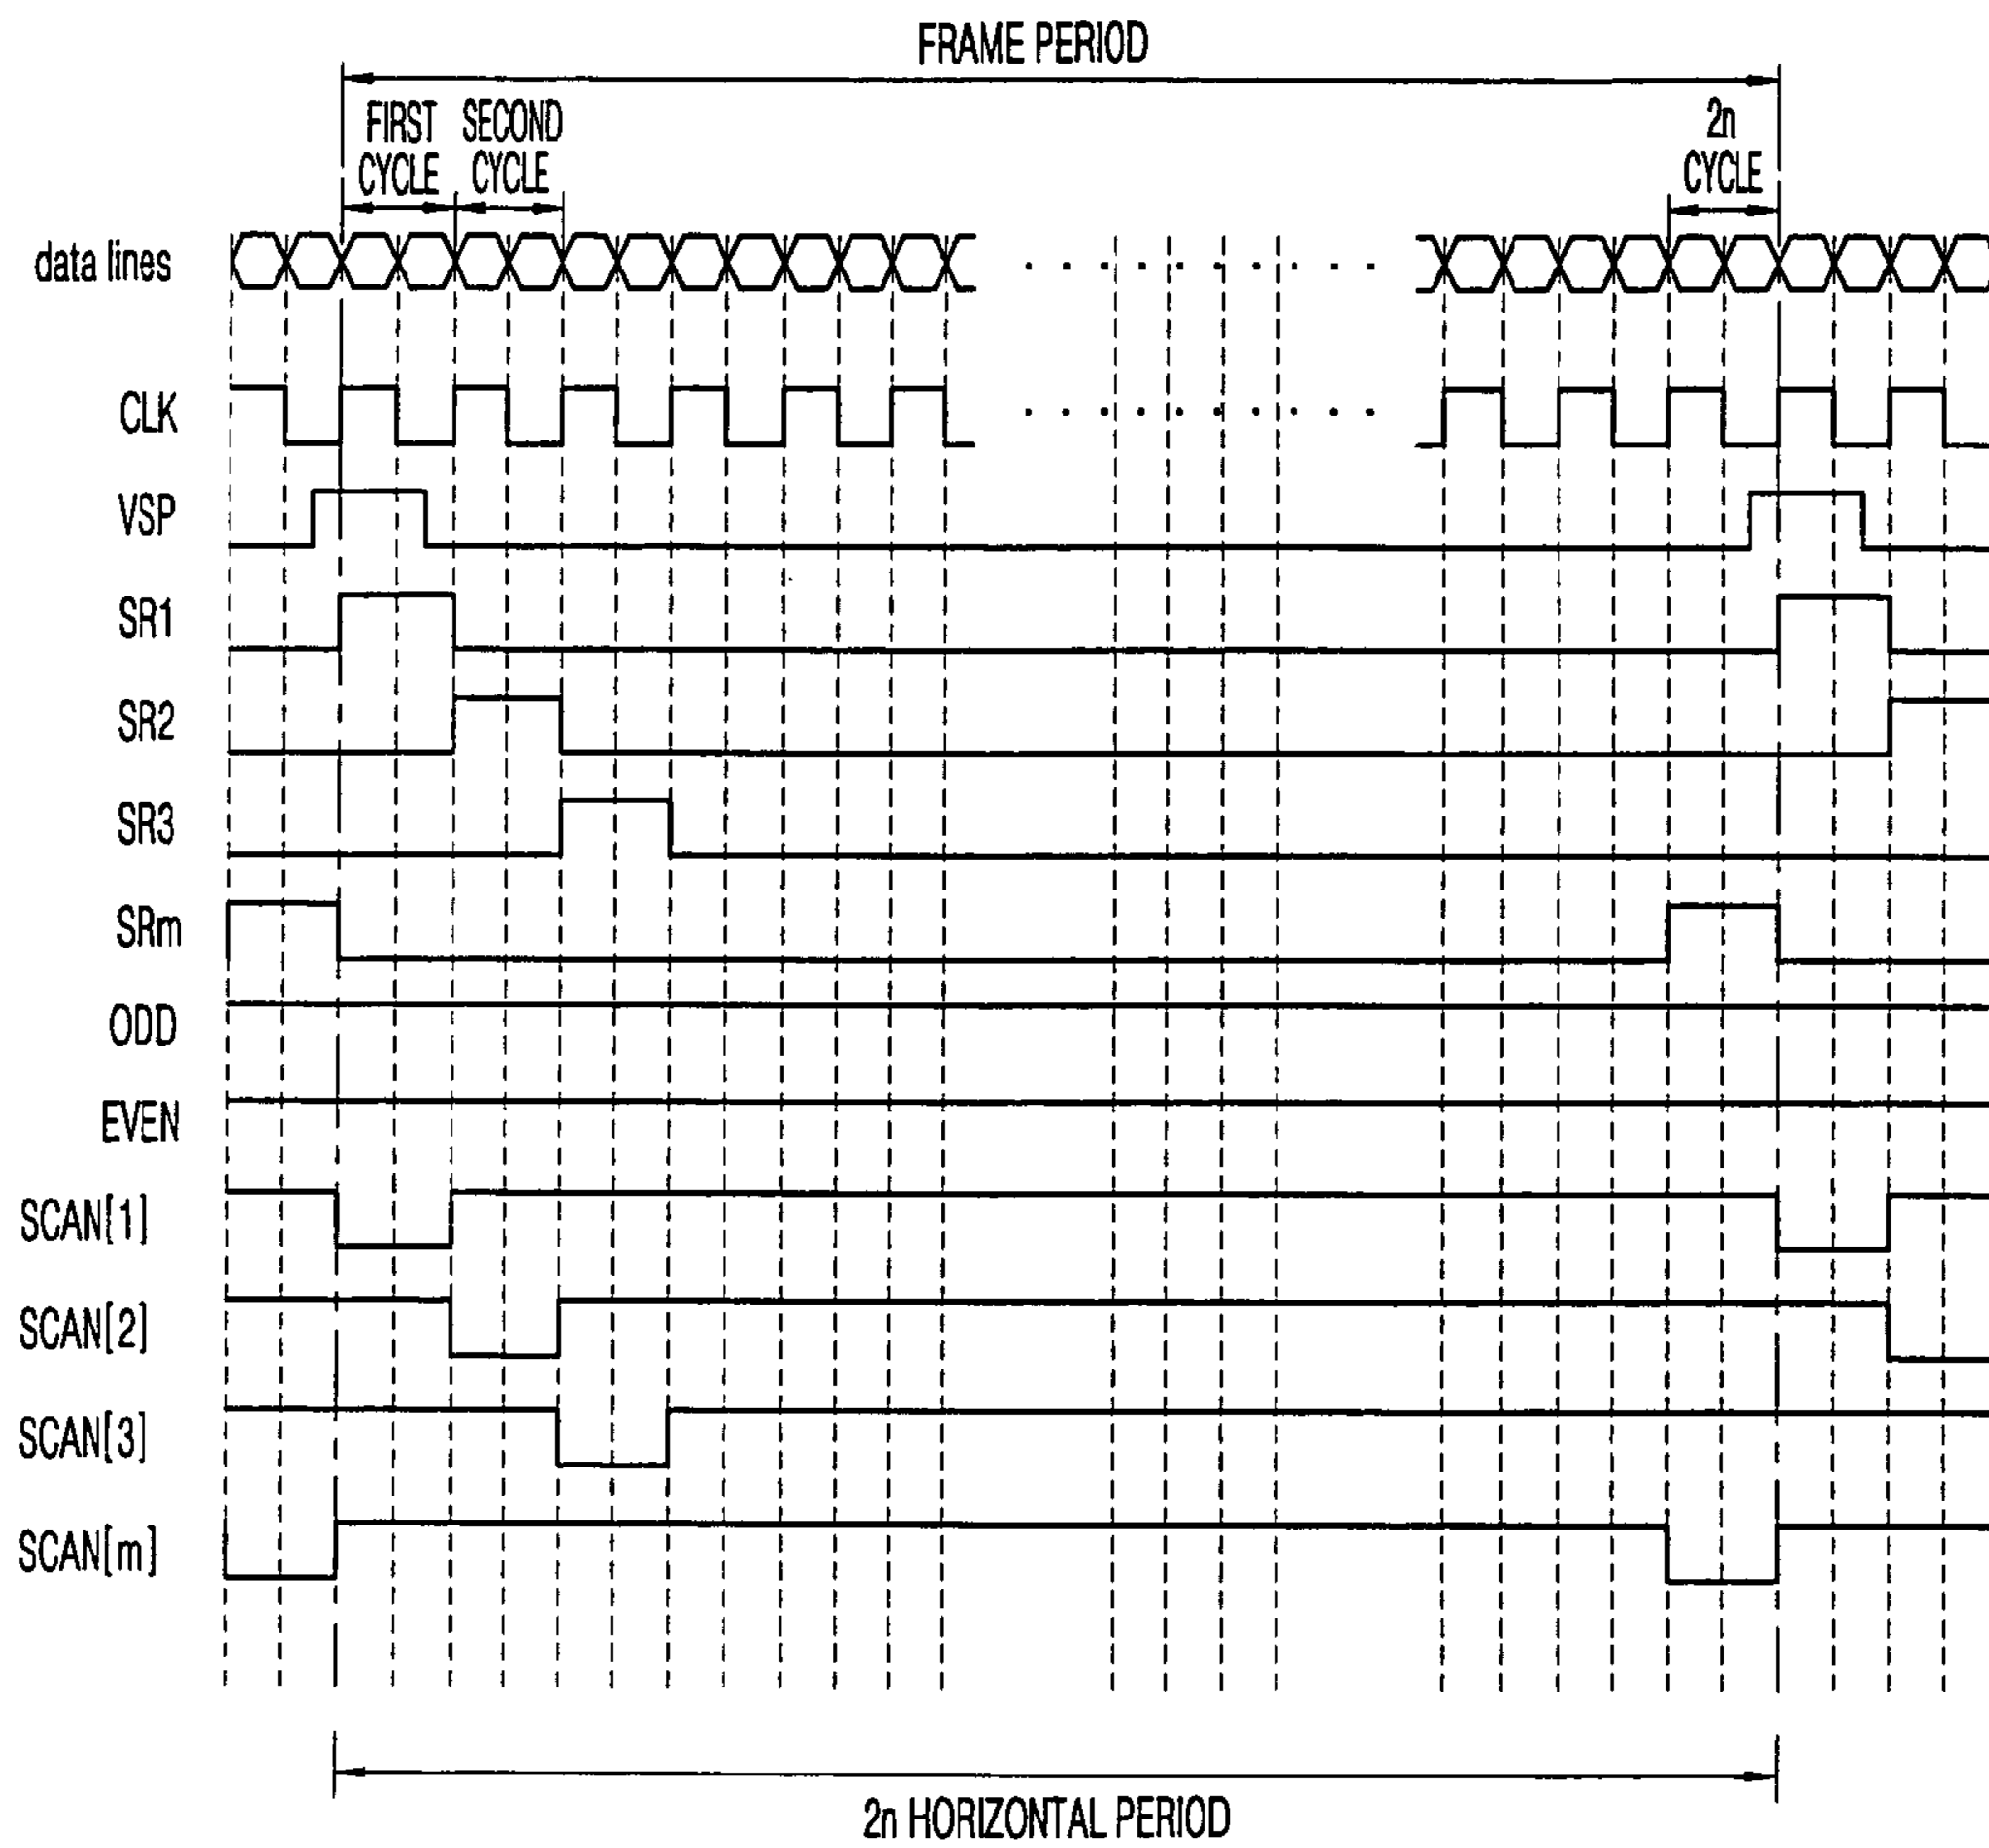 FRAME PERIOD
FIRST
CYCLE
SECOND
CYCLE
2n
CYCLE
data lines
CLK
VSP
SR1
SR2
SR3
SRm
ODD
EVEN
SCAN[1]
SCAN[2]
SCAN[3]
SCAN[m]
2n HORIZONTAL PERIOD